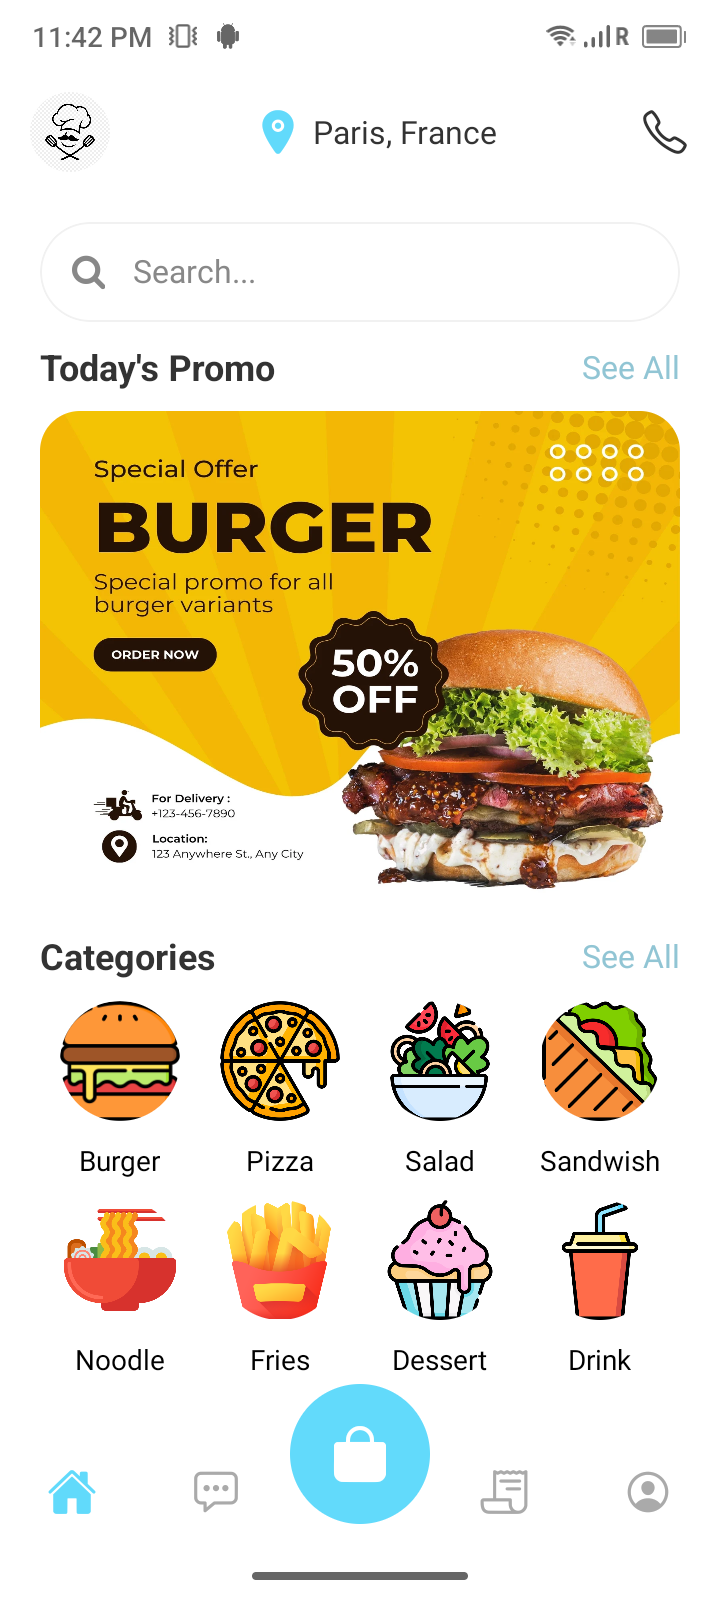 11:42 PM
R
Paris, France
Search...
Today's Promo
See All
Special Offer
BURGER
Special promo for all
burger variants
ORDER NOW
50%
OFF
For Delivery :
+123-456-7890
Location:
123 Anywhere St., Any City
Categories
See All
Burger
Pizza
Salad
Sandwish
Noodle
Fries
Dessert
Drink